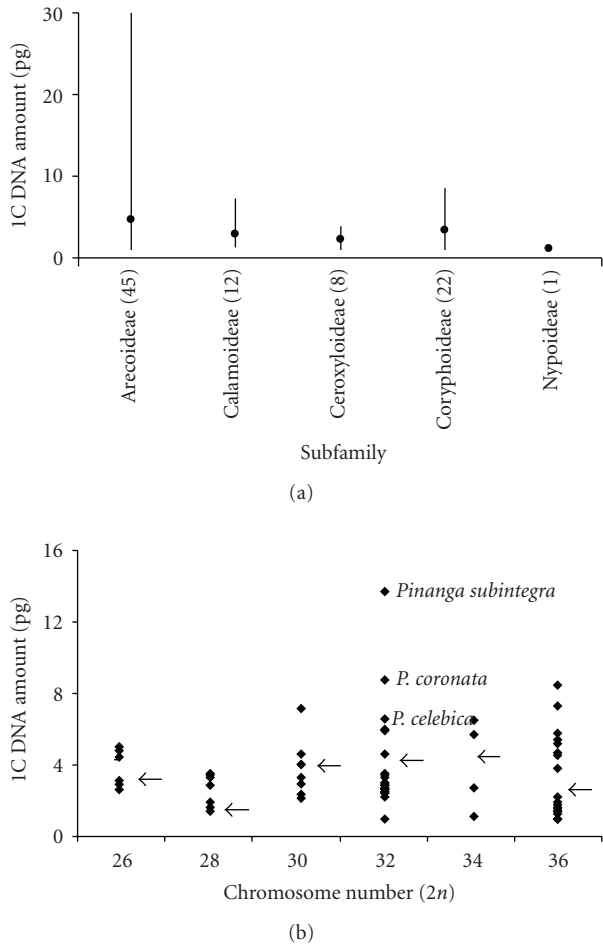 30
20
10
0
1C DNA amount (pg)
Arecoideae (45)
Calamoideae (12)
Ceroxyloideae (8)
Coryphoideae (22)
Nypoideae (1)
Subfamily
(a)
16
12
8
4
0
1C DNA amount (pg)
Pinanga subintegra
P. coronata
P. celebica
26 28 30 32 34 36
Chromosome number (2n)
(b)